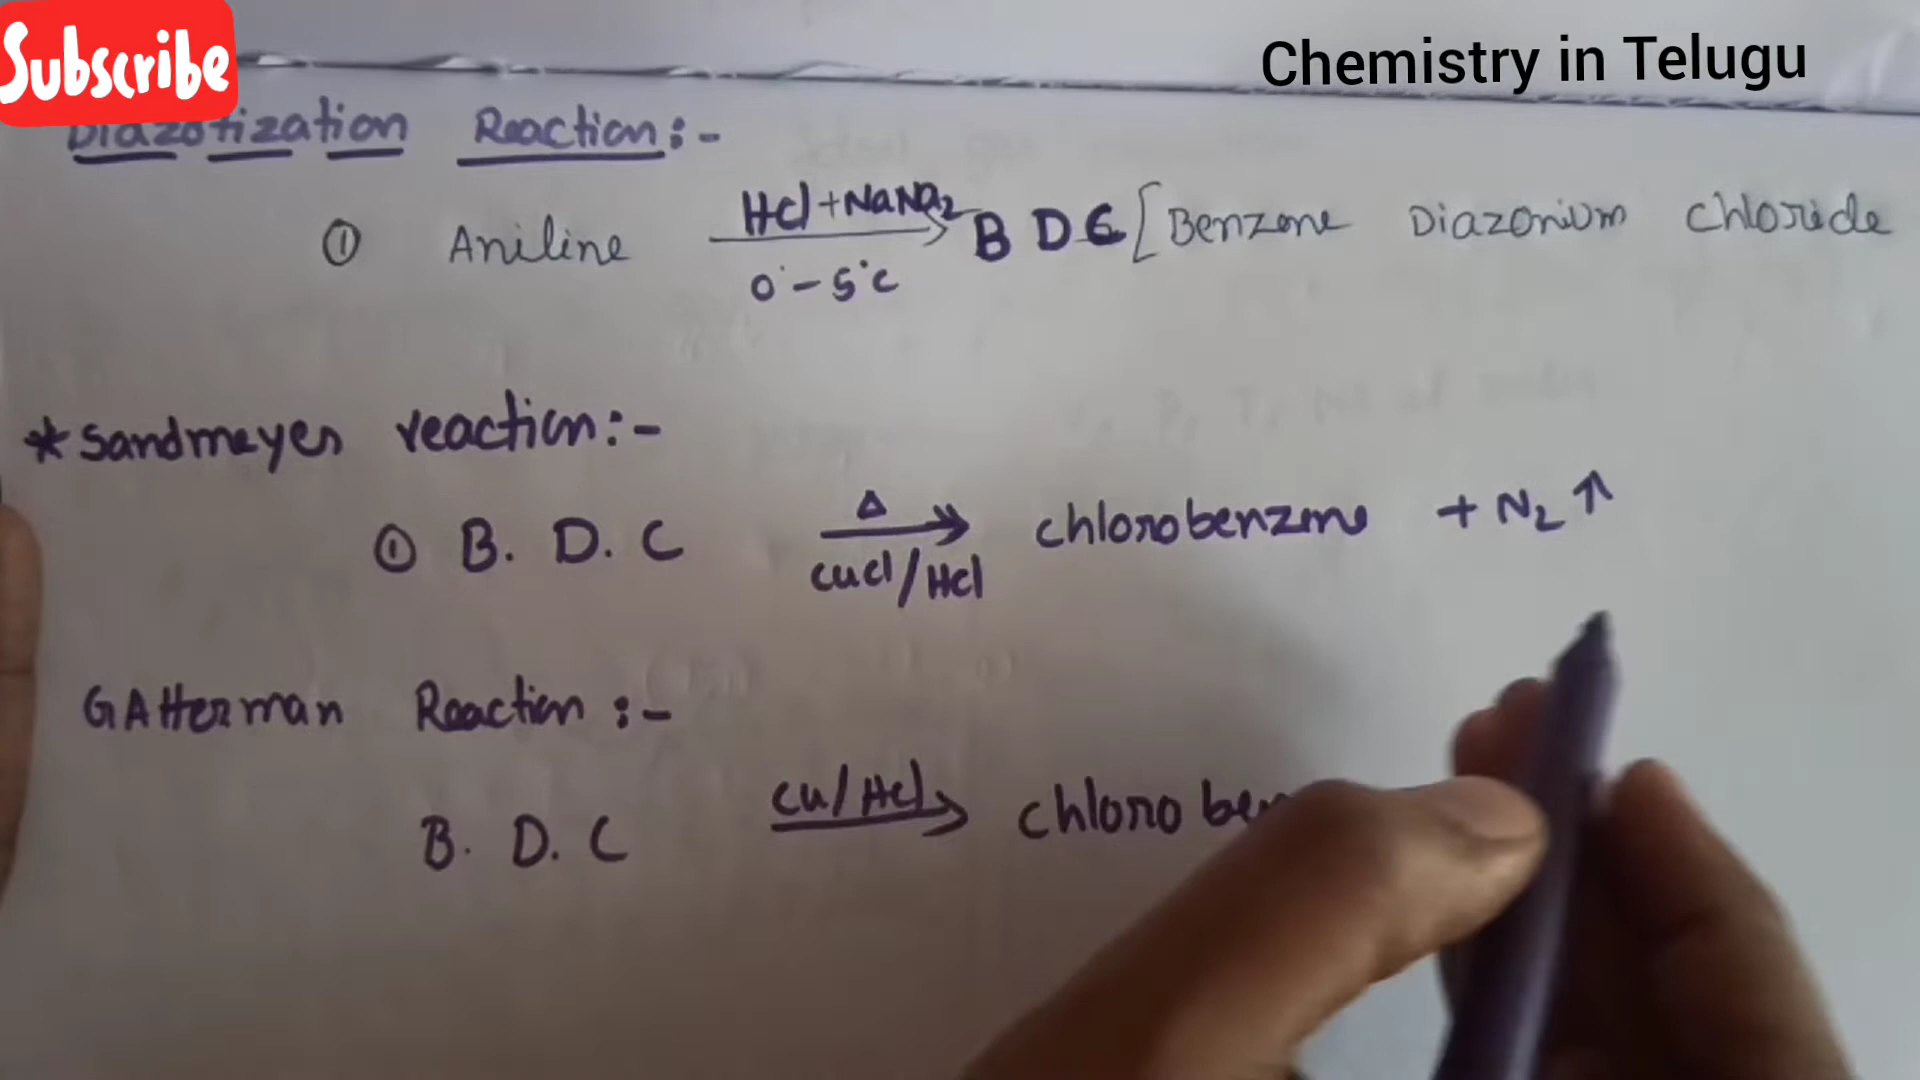 Subscribe
Chemistry in Telugu
Diazotization Reaction:-
HCl + NaNO2
① Aniline → B D C [Benzene Diazonium Chloride
0°-5°C
*Sandmeyer reaction:-
Δ
① B. D. C → chlorobenzene + N2 ↑
CuCl/HCl
GAtterman Reaction :-
Cu/HCl
B. D. C → chloro ben